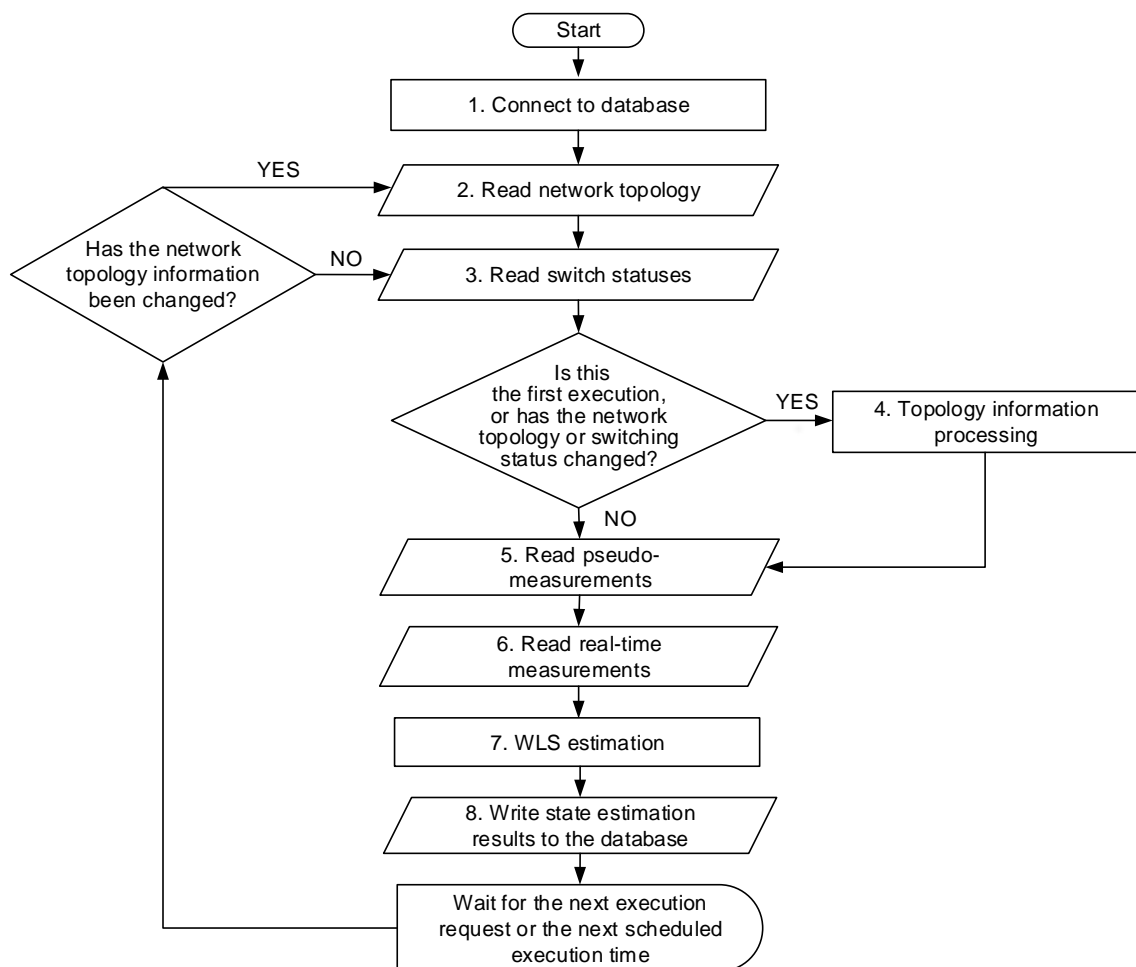 Start
1. Connect to database
YES
2. Read network topology
Has the network
topology information
been changed?
NO
3. Read switch statuses
Is this
the first execution,
or has the network
topology or switching
status changed?
YES
4. Topology information
processing
NO
5. Read pseudo-
measurements
6. Read real-time
measurements
7. WLS estimation
8. Write state estimation
results to the database
Wait for the next execution
request or the next scheduled
execution time